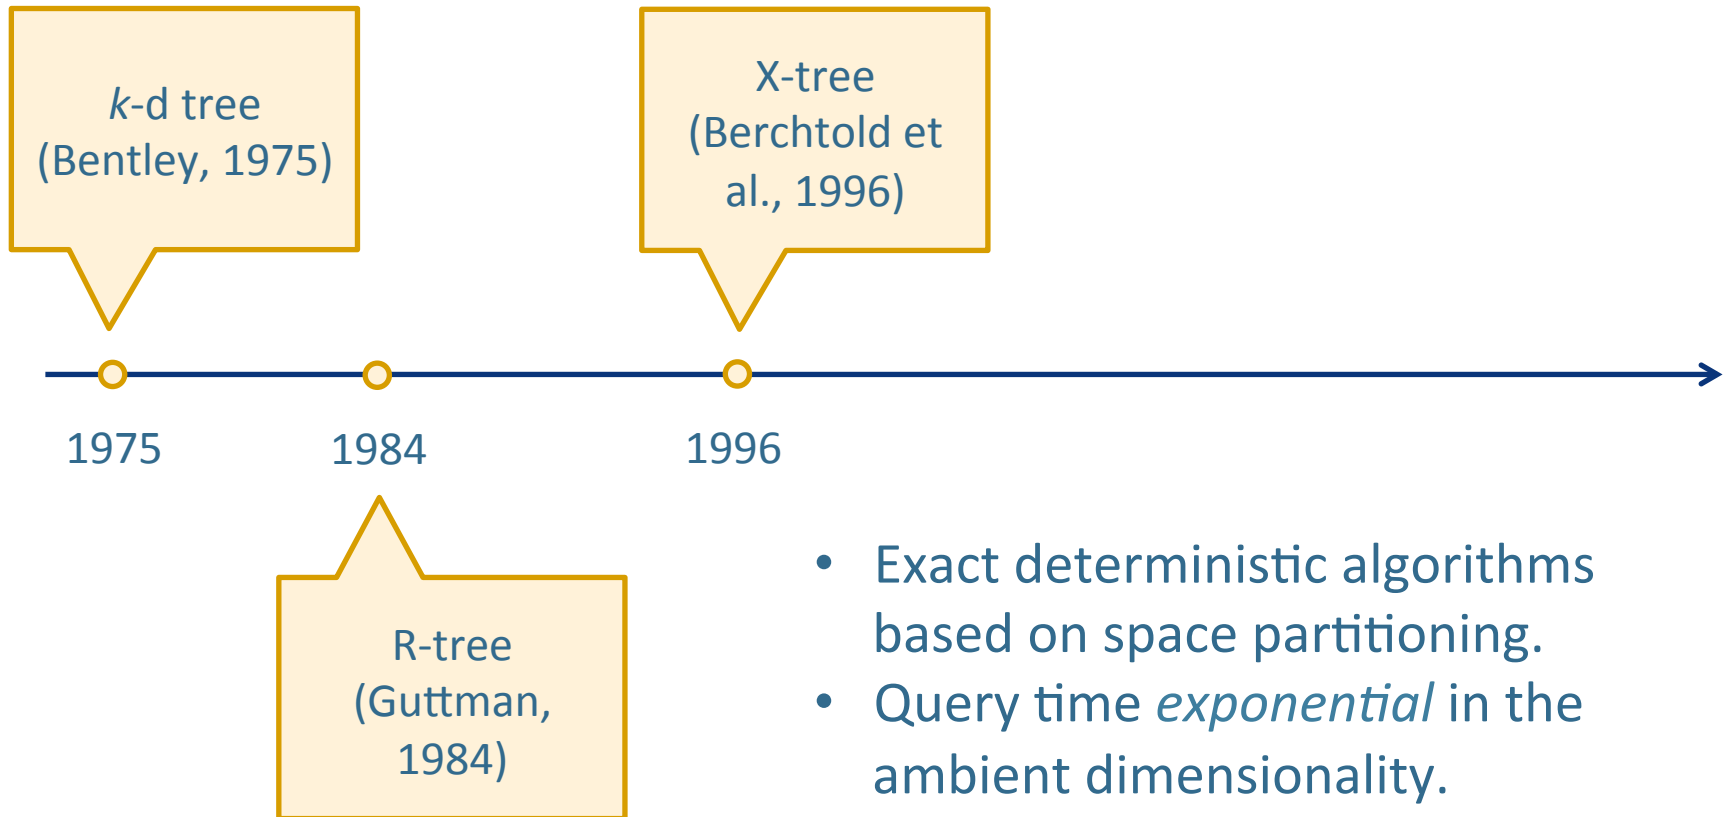 k-d tree
(Bentley, 1975)
X-tree
(Berchtold et
al., 1996)
1975
1984
1996
R-tree
(Guttman,
1984)
• Exact deterministic algorithms
based on space partitioning.
• Query time exponential in the
ambient dimensionality.